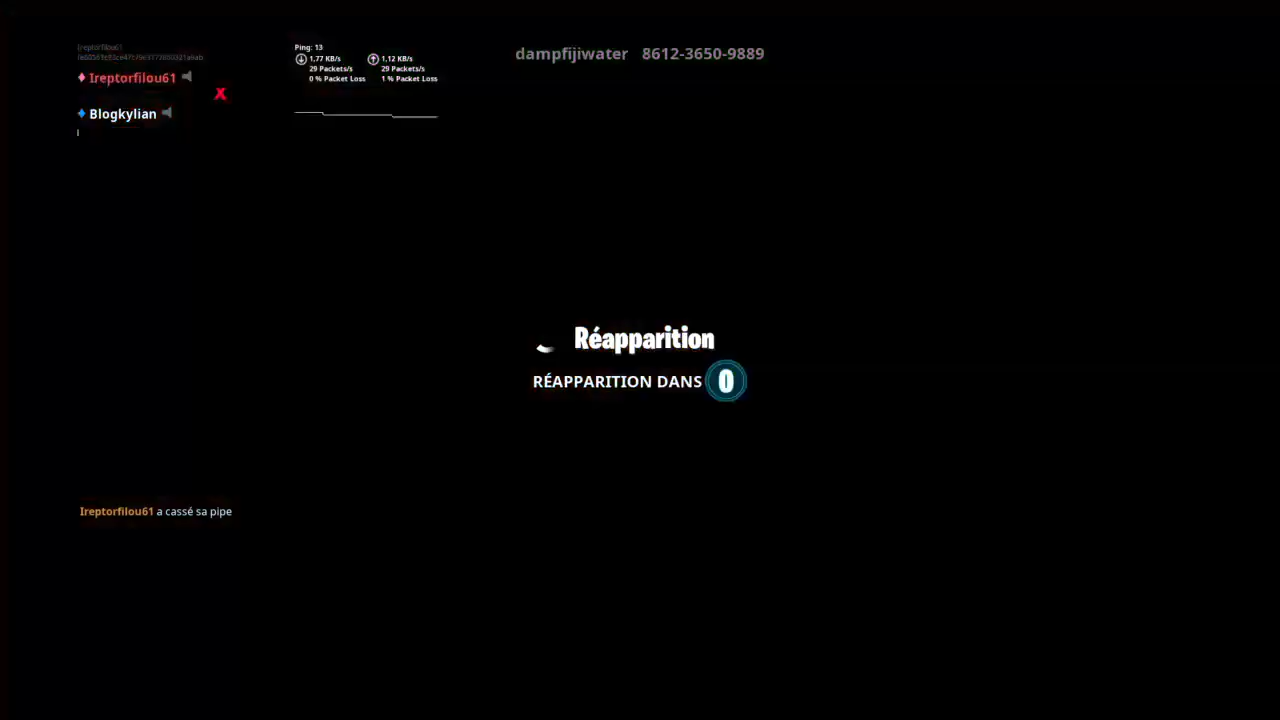 Ireptorfilou61
Ireptorfilou61
X
Blogkylian
Ping: 13
1,77 KB/s 1,12 KB/s
29 Packets/s 29 Packets/s
0 % Packet Loss 1 % Packet Loss
dampfijiwater 8612-3650-9889
Réapparition
RÉAPPARITION DANS 0
Ireptorfilou61 a cassé sa pipe